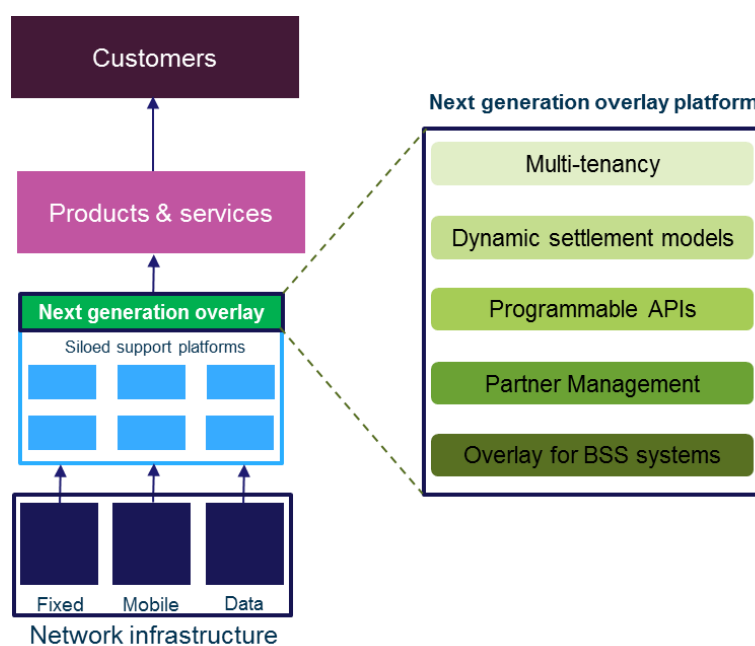 Customers
Products & services
Next generation overlay
Siloed support platforms
Fixed
Mobile
Data
Network infrastructure
Next generation overlay platform
Multi-tenancy
Dynamic settlement models
Programmable APIs
Partner Management
Overlay for BSS systems